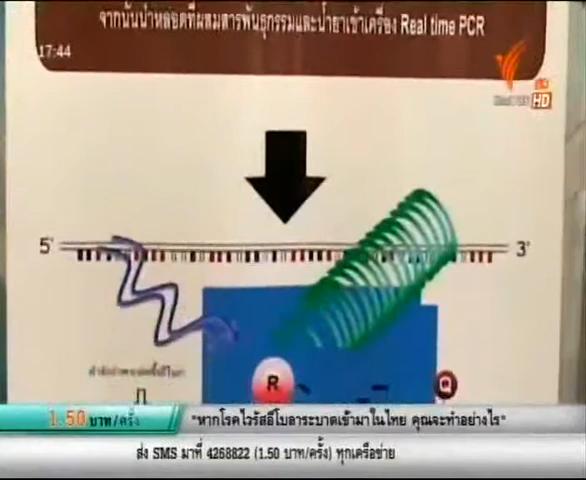 จากนั้นนำหลอดที่ผสมสารพันธุกรรมและน้ำยาเข้าเครื่อง Real time PCR
17:44
HD
5' 3'
R
Q
1.50 บาท/ครั้ง
"หากโรคไวรัสอีโบลาระบาดเข้ามาในไทย คุณจะทำอย่างไร"
ส่ง SMS มาที่ 4268822 (1.50 บาท/ครั้ง) ทุกเครือข่าย